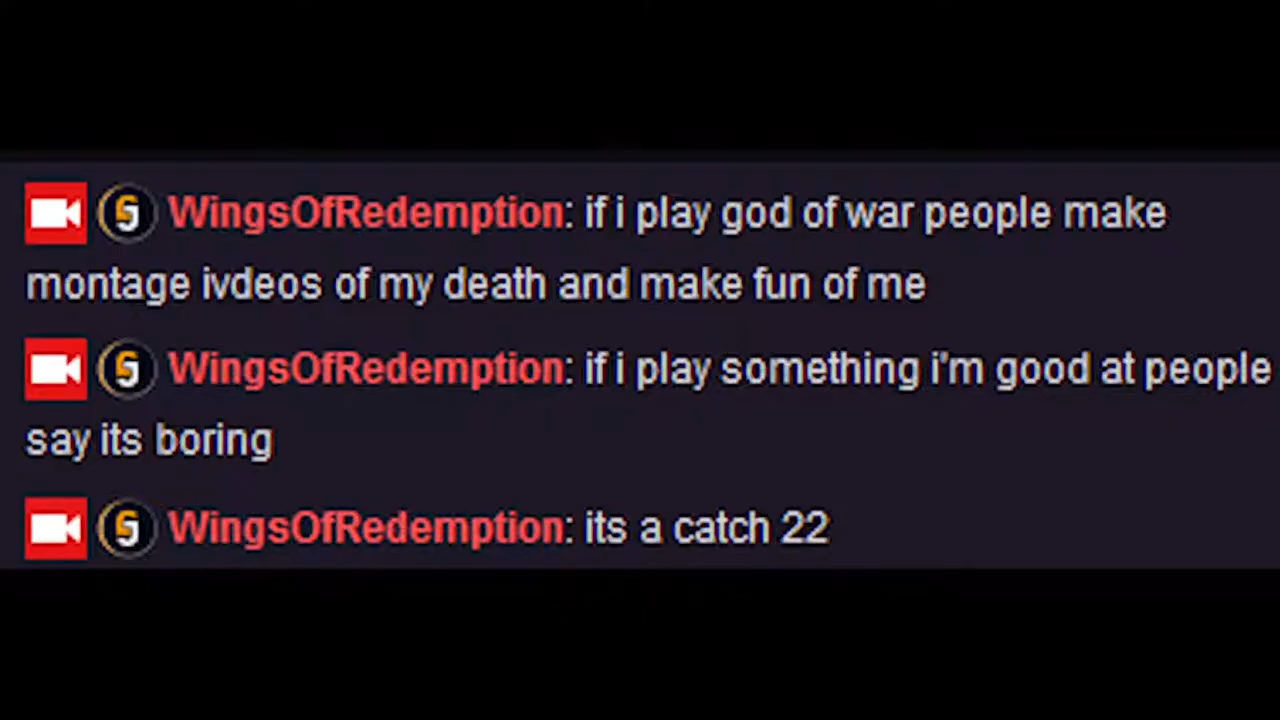 WingsOfRedemption: if i play god of war people make
montage ivdeos of my death and make fun of me
WingsOfRedemption: if i play something i'm good at people
say its boring
WingsOfRedemption: its a catch 22